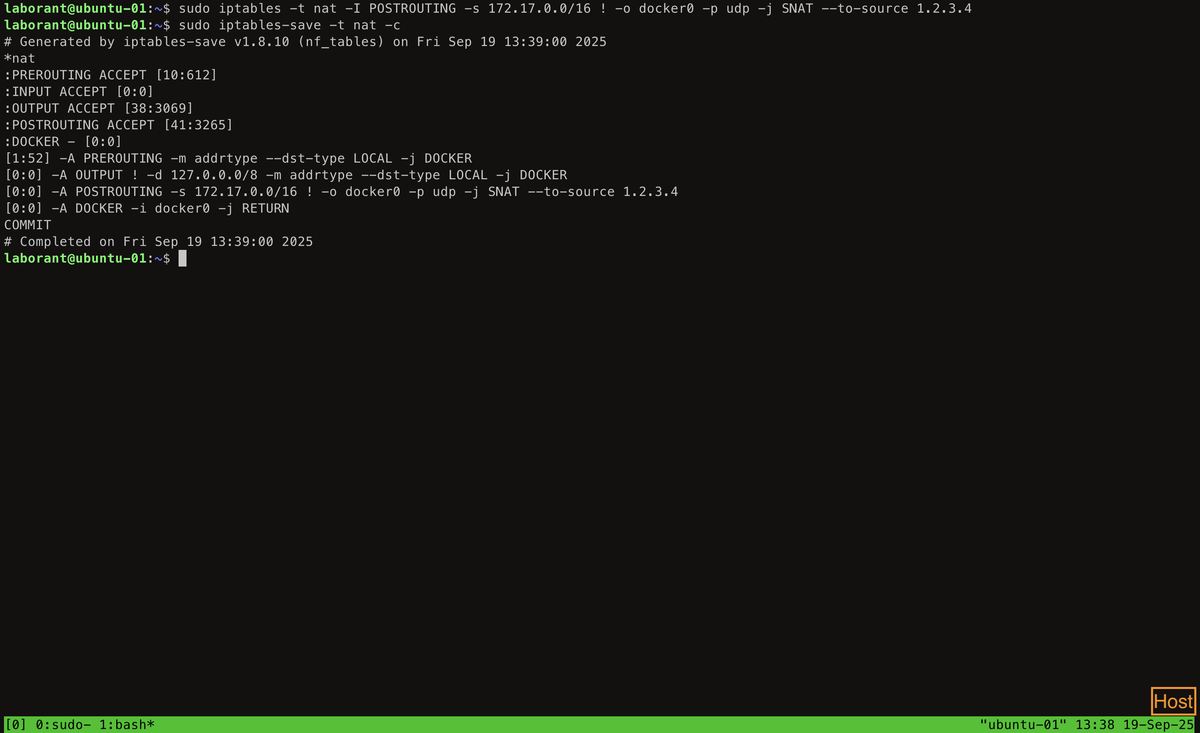 laborant@ubuntu-01:~$ sudo iptables -t nat -I POSTROUTING -s 172.17.0.0/16 ! -o docker0 -p udp -j SNAT --to-source 1.2.3.4
laborant@ubuntu-01:~$ sudo iptables-save -t nat -c
# Generated by iptables-save v1.8.10 (nf_tables) on Fri Sep 19 13:39:00 2025
*nat
:PREROUTING ACCEPT [10:612]
:INPUT ACCEPT [0:0]
:OUTPUT ACCEPT [38:3069]
:POSTROUTING ACCEPT [41:3265]
:DOCKER - [0:0]
[1:52] -A PREROUTING -m addrtype --dst-type LOCAL -j DOCKER
[0:0] -A OUTPUT ! -d 127.0.0.0/8 -m addrtype --dst-type LOCAL -j DOCKER
[0:0] -A POSTROUTING -s 172.17.0.0/16 ! -o docker0 -p udp -j SNAT --to-source 1.2.3.4
[0:0] -A DOCKER -i docker0 -j RETURN
COMMIT
# Completed on Fri Sep 19 13:39:00 2025
laborant@ubuntu-01:~$
Host
[0] 0:sudo- 1:bash* "ubuntu-01" 13:38 19-Sep-25